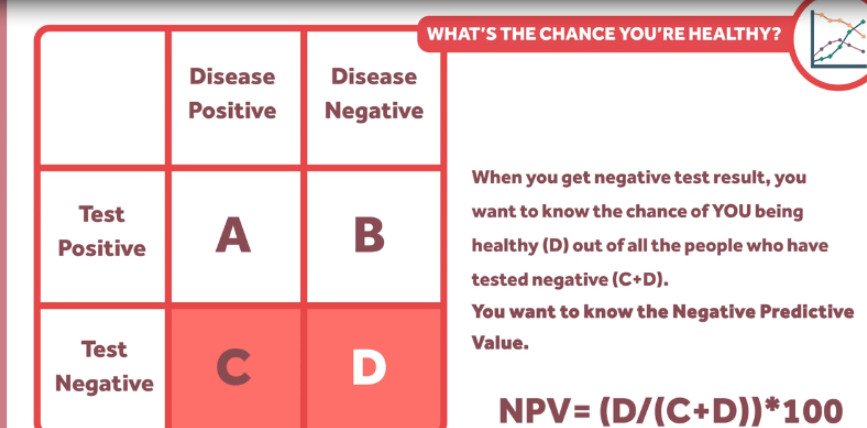 WHAT'S THE CHANCE YOU'RE HEALTHY?
Disease
Positive
Disease
Negative
Test
Positive
A
B
Test
Negative
C
D
When you get negative test result, you
want to know the chance of YOU being
healthy (D) out of all the people who have
tested negative (C+D).
You want to know the Negative Predictive
Value.
NPV= (D/(C+D))*100